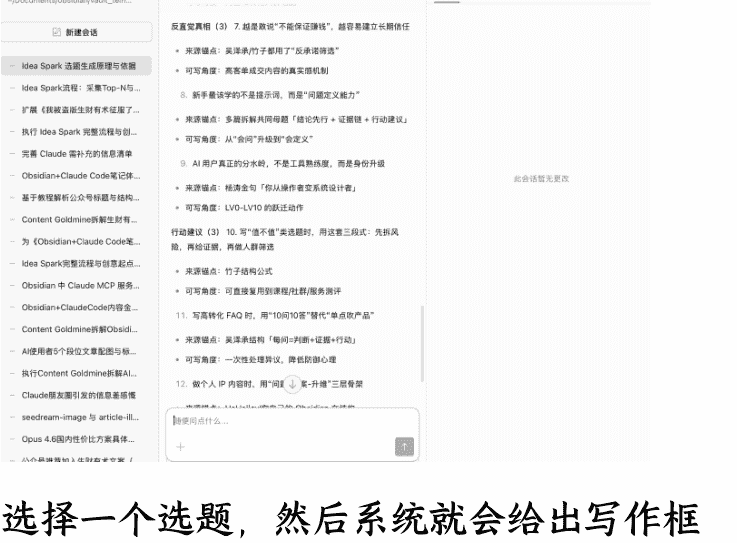 新建会话
Idea Spark 选题生成原理与依据
Idea Spark流程：采集Top-N与...
扩展《我被盗版生财有术征服了...
执行 Idea Spark 完整流程与创...
完善 Claude 需补充的信息清单
Obsidian+Claude Code笔记体...
基于教程解析公众号标题与结构...
Content Goldmine拆解生财有...
为《Obsidian+Claude Code笔...
Idea Spark完整流程与创意起点...
Obsidian 中 Claude MCP 服务...
Obsidian+ClaudeCode内容金...
Content Goldmine拆解Obsidi...
AI使用者5个段位文章配图与标...
执行Content Goldmine拆解AI...
Claude朋友圈引发的信息差感慨
seedream-image 与 article-ill...
Opus 4.6国内性价比方案具体...
反直觉真相（3） 7. 越是敢说“不能保证赚钱”，越容易建立长期信任
• 来源锚点：吴泽承/竹子都用了“反承诺筛选”
• 可写角度：高客单成交内容的真实感机制
8. 新手最该学的不是提示词，而是“问题定义能力”
• 来源锚点：多篇拆解共同母题「结论先行 + 证据链 + 行动建议」
• 可写角度：从“会问”升级到“会定义”
9. AI 用户真正的分水岭，不是工具熟练度，而是身份升级
• 来源锚点：杨涛金句「你从操作者变系统设计者」
• 可写角度：LV0-LV10 的跃迁动作
行动建议（3） 10. 写“值不值”类选题时，用这套三段式：先拆风
险，再给证据，再做人群筛选
• 来源锚点：竹子结构公式
• 可写角度：可直接复用到课程/社群/服务测评
11. 写高转化 FAQ 时，用“10问10答”替代“单点吹产品”
• 来源锚点：吴泽承结构「每问=判断+证据+行动」
• 可写角度：一次性处理异议，降低防御心理
12. 做个人 IP 内容时，用“问题 案-升维”三层骨架
随便问点什么...
此会话暂无更改
选择一个选题，然后系统就会给出写作框